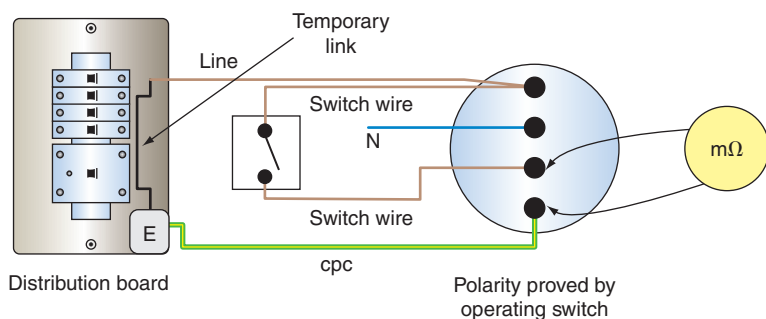 Temporary
link
Line
Switch wire
N
mΩ
Switch wire
E
cpc
Distribution board
Polarity proved by
operating switch